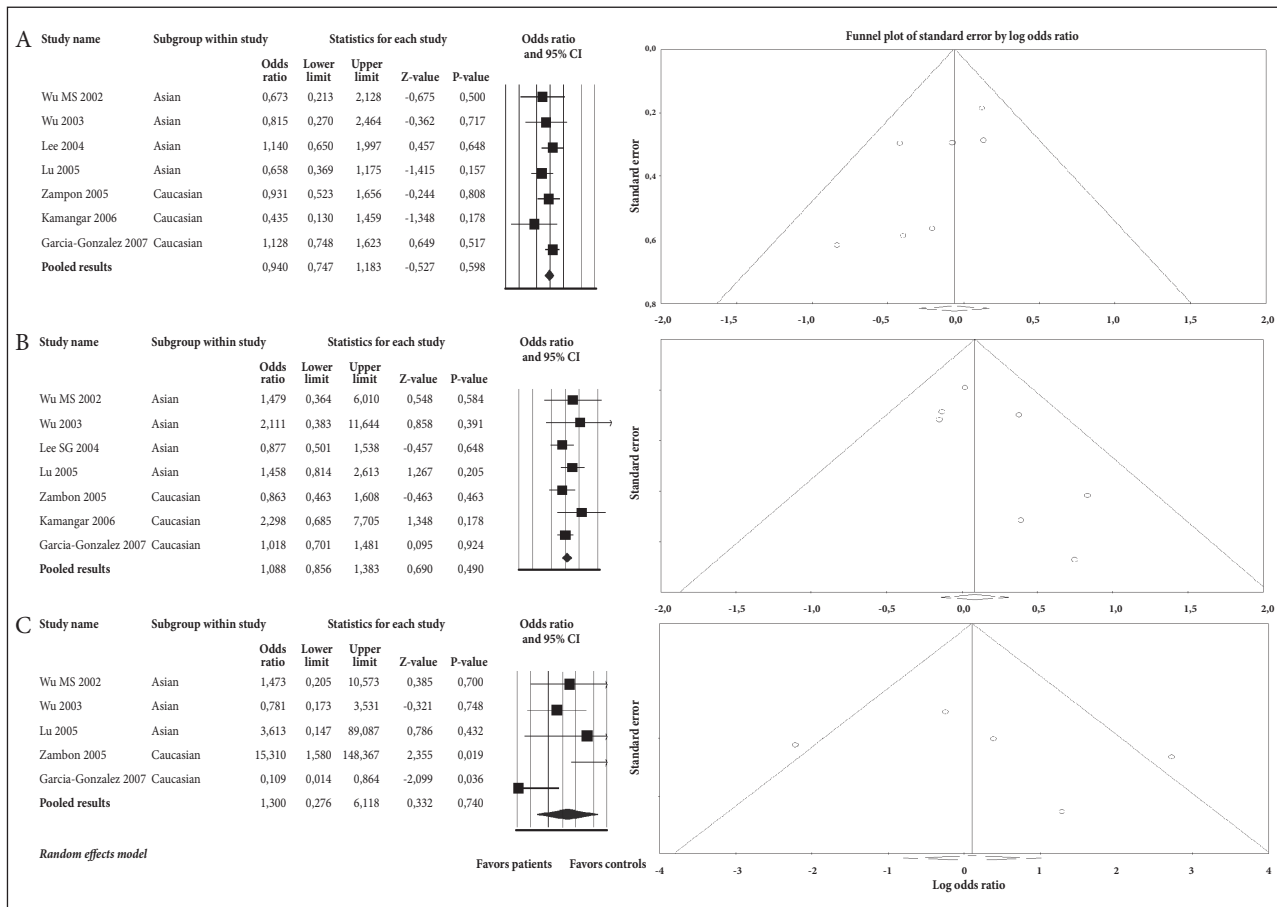 A Study name Subgroup within study Statistics for each study Odds ratio
and 95% CI
Odds Lower Upper
ratio limit limit Z-value P-value
Wu MS 2002 Asian 0,673 0,213 2,128 -0,675 0,500
Wu 2003 Asian 0,815 0,270 2,464 -0,362 0,717
Lee 2004 Asian 1,140 0,650 1,997 0,457 0,648
Lu 2005 Asian 0,658 0,369 1,175 -1,415 0,157
Zampon 2005 Caucasian 0,931 0,523 1,656 -0,244 0,808
Kamangar 2006 Caucasian 0,435 0,130 1,459 -1,348 0,178
Garcia-Gonzalez 2007 Caucasian 1,128 0,748 1,623 0,649 0,517
Pooled results 0,940 0,747 1,183 -0,527 0,598
Funnel plot of standard error by log odds ratio
Standard error
0,0
0,2
0,4
0,6
0,8
-2,0 -1,5 -1,0 -0,5 0,0 0,5 1,0 1,5 2,0
B Study name Subgroup within study Statistics for each study Odds ratio
and 95% CI
Odds Lower Upper
ratio limit limit Z-value P-value
Wu MS 2002 Asian 1,479 0,364 6,010 0,548 0,584
Wu 2003 Asian 2,111 0,383 11,644 0,858 0,391
Lee SG 2004 Asian 0,877 0,501 1,538 -0,457 0,648
Lu 2005 Asian 1,458 0,814 2,613 1,267 0,205
Zambon 2005 Caucasian 0,863 0,463 1,608 -0,463 0,463
Kamangar 2006 Caucasian 2,298 0,685 7,705 1,348 0,178
Garcia-Gonzalez 2007 Caucasian 1,018 0,701 1,481 0,095 0,924
Pooled results 1,088 0,856 1,383 0,690 0,490
Standard error
-2,0 -1,5 -1,0 -0,5 0,0 0,5 1,0 1,5 2,0
C Study name Subgroup within study Statistics for each study Odds ratio
and 95% CI
Odds Lower Upper
ratio limit limit Z-value P-value
Wu MS 2002 Asian 1,473 0,205 10,573 0,385 0,700
Wu 2003 Asian 0,781 0,173 3,531 -0,321 0,748
Lu 2005 Asian 3,613 0,147 89,087 0,786 0,432
Zambon 2005 Caucasian 15,310 1,580 148,367 2,355 0,019
Garcia-Gonzalez 2007 Caucasian 0,109 0,014 0,864 -2,099 0,036
Pooled results 1,300 0,276 6,118 0,332 0,740
Random effects model
Favors patients Favors controls
Standard error
-4 -3 -2 -1 0 1 2 3 4
Log odds ratio